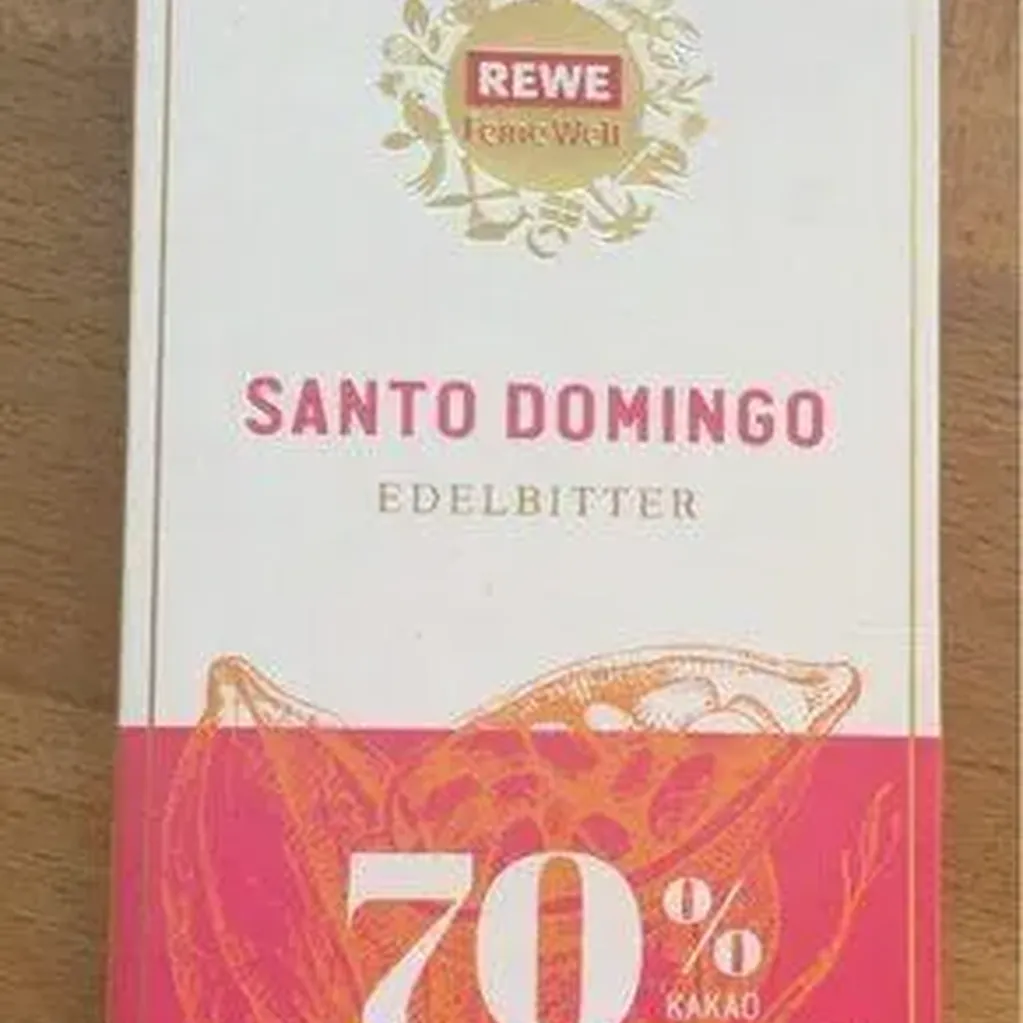 REWE
Feine Welt
SANTO DOMINGO
EDELBITTER
70%
KAKAO